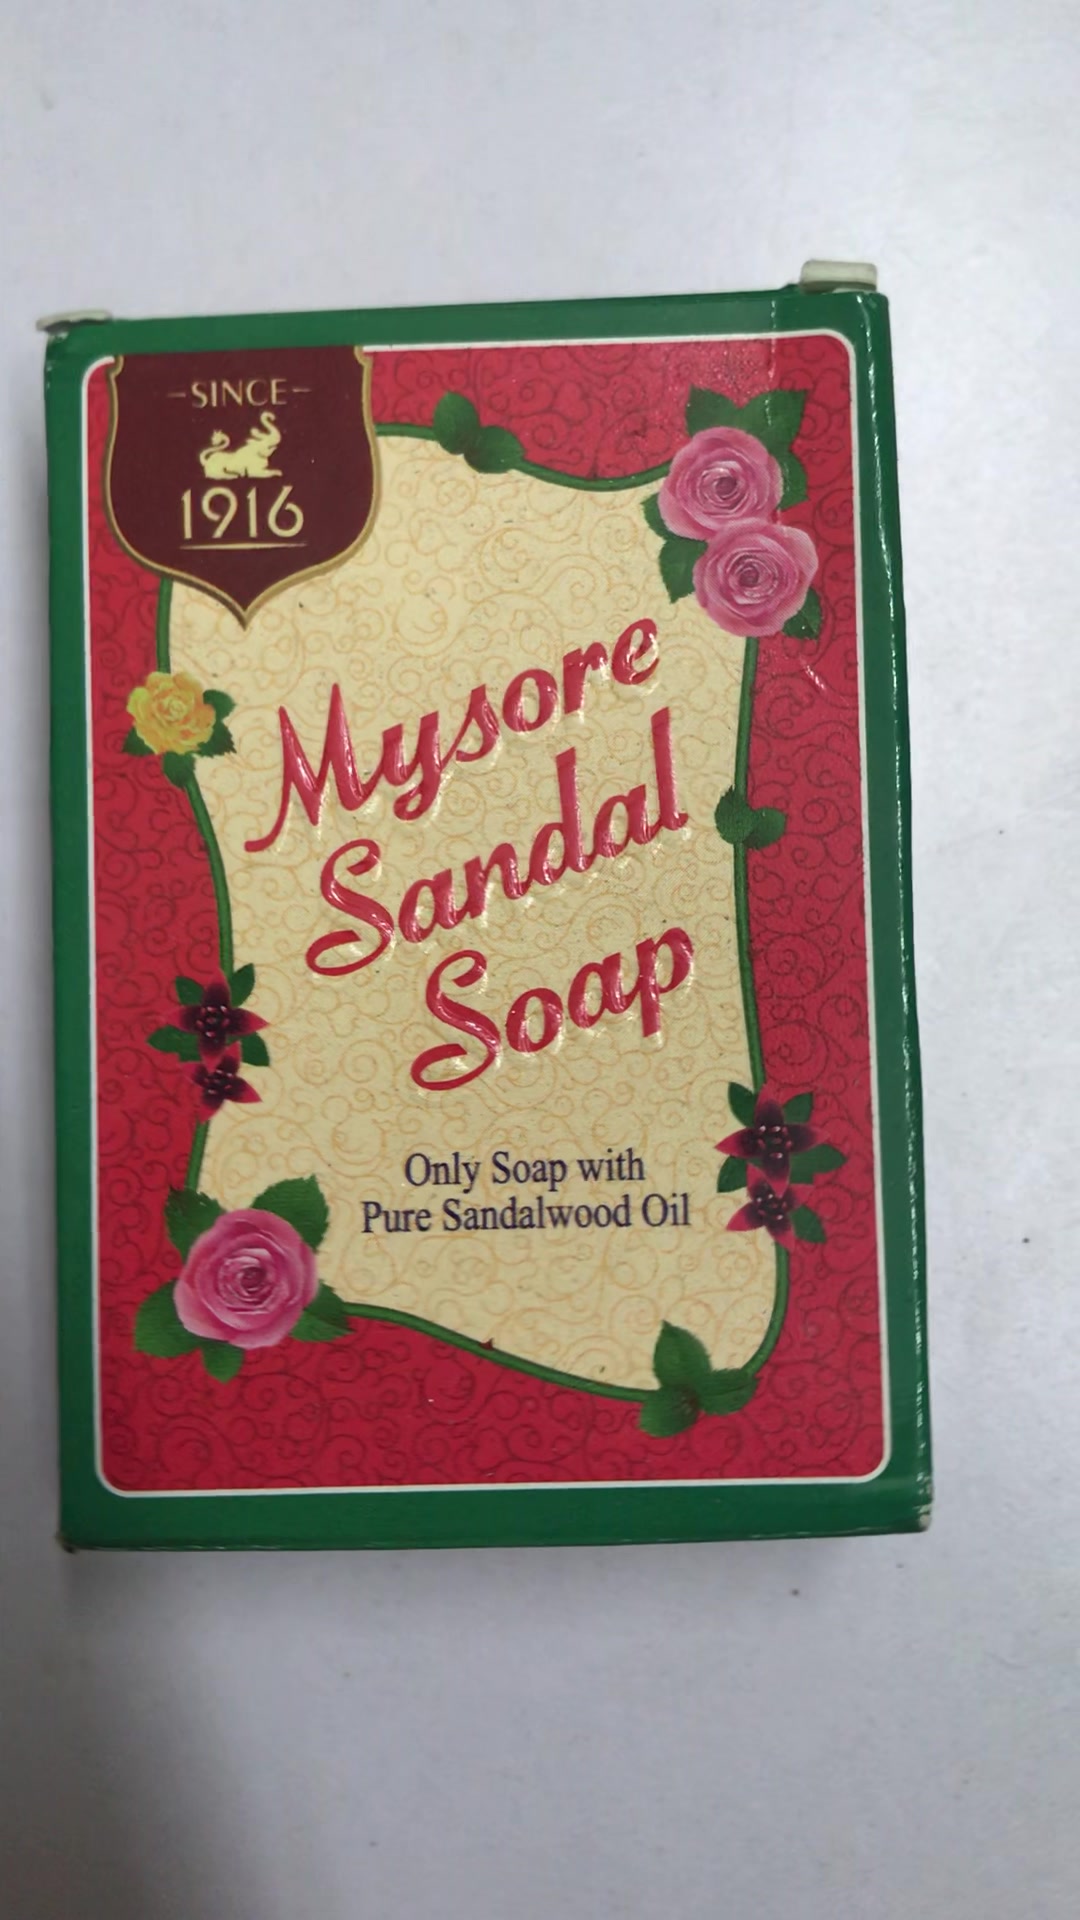 -SINCE-
1916
Mysore
Sandal
Soap
Only Soap with
Pure Sandalwood Oil